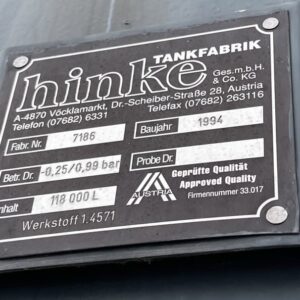 TANKFABRIK
hinke Ges.m.b.H. & Co. KG
A-4870 Vöcklamarkt, Dr.-Scheiber-Straße 28, Austria
Telefon (07682) 6331 Telefax (07682) 263116
Fabr. Nr. 7186 Baujahr 1994
Betr. Dr. -0,25/0,99 bar Probe Dr.
Inhalt 118 000 L
AUSTRIA
Geprüfte Qualität
Approved Quality
Firmennummer 33.017
Werkstoff 1.4571